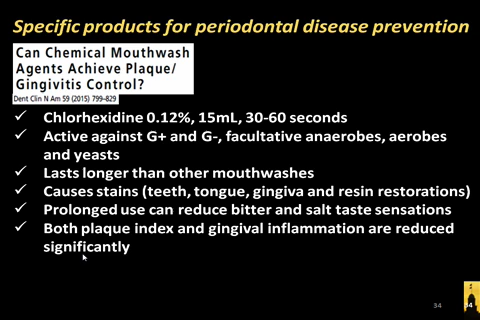 Specific products for periodontal disease prevention
Can Chemical Mouthwash
Agents Achieve Plaque/
Gingivitis Control?
Dent Clin N Am 59 (2015) 799–829
✓ Chlorhexidine 0.12%, 15mL, 30-60 seconds
✓ Active against G+ and G-, facultative anaerobes, aerobes
and yeasts
✓ Lasts longer than other mouthwashes
✓ Causes stains (teeth, tongue, gingiva and resin restorations)
✓ Prolonged use can reduce bitter and salt taste sensations
✓ Both plaque index and gingival inflammation are reduced
significantly
34
34